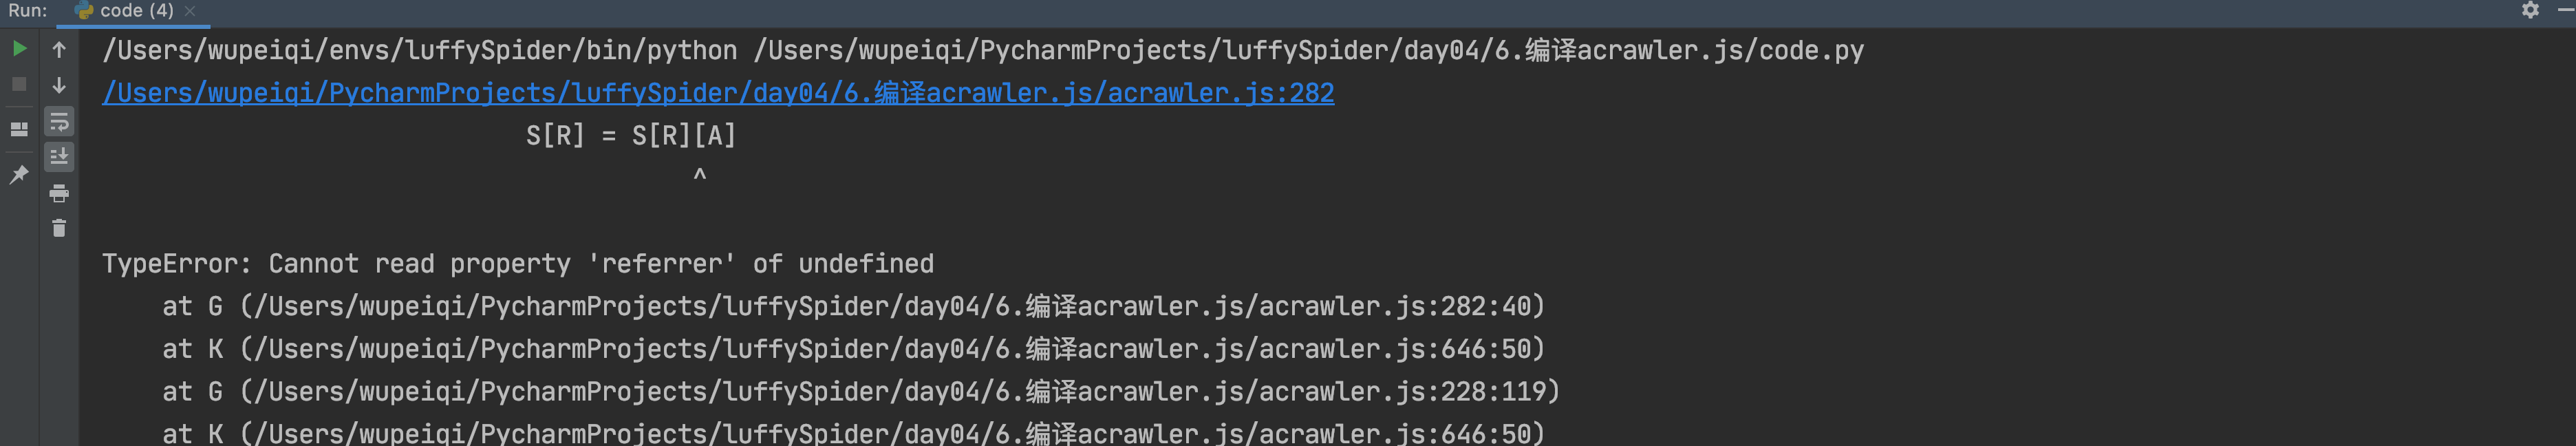 Run: code (4)
/Users/wupeiqi/envs/luffySpider/bin/python /Users/wupeiqi/PycharmProjects/luffySpider/day04/6.编译acrawler.js/code.py
/Users/wupeiqi/PycharmProjects/luffySpider/day04/6.编译acrawler.js/acrawler.js:282
S[R] = S[R][A]
^
TypeError: Cannot read property 'referrer' of undefined
at G (/Users/wupeiqi/PycharmProjects/luffySpider/day04/6.编译acrawler.js/acrawler.js:282:40)
at K (/Users/wupeiqi/PycharmProjects/luffySpider/day04/6.编译acrawler.js/acrawler.js:646:50)
at G (/Users/wupeiqi/PycharmProjects/luffySpider/day04/6.编译acrawler.js/acrawler.js:228:119)
at K (/Users/wupeiqi/PycharmProjects/luffySpider/day04/6.编译acrawler.js/acrawler.js:646:50)